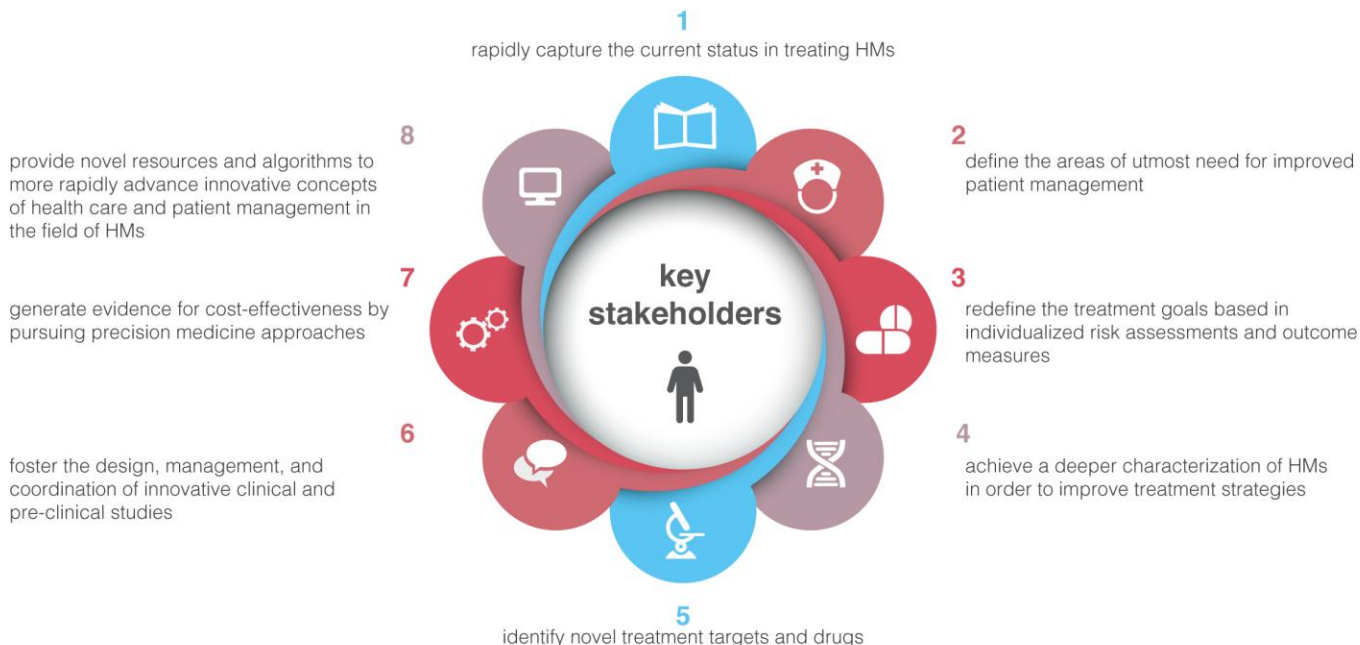 1
rapidly capture the current status in treating HMs
2
define the areas of utmost need for improved
patient management
3
redefine the treatment goals based in
individualized risk assessments and outcome
measures
4
achieve a deeper characterization of HMs
in order to improve treatment strategies
5
identify novel treatment targets and drugs
6
foster the design, management, and
coordination of innovative clinical and
pre-clinical studies
7
generate evidence for cost-effectiveness by
pursuing precision medicine approaches
8
provide novel resources and algorithms to
more rapidly advance innovative concepts
of health care and patient management in
the field of HMs
key
stakeholders